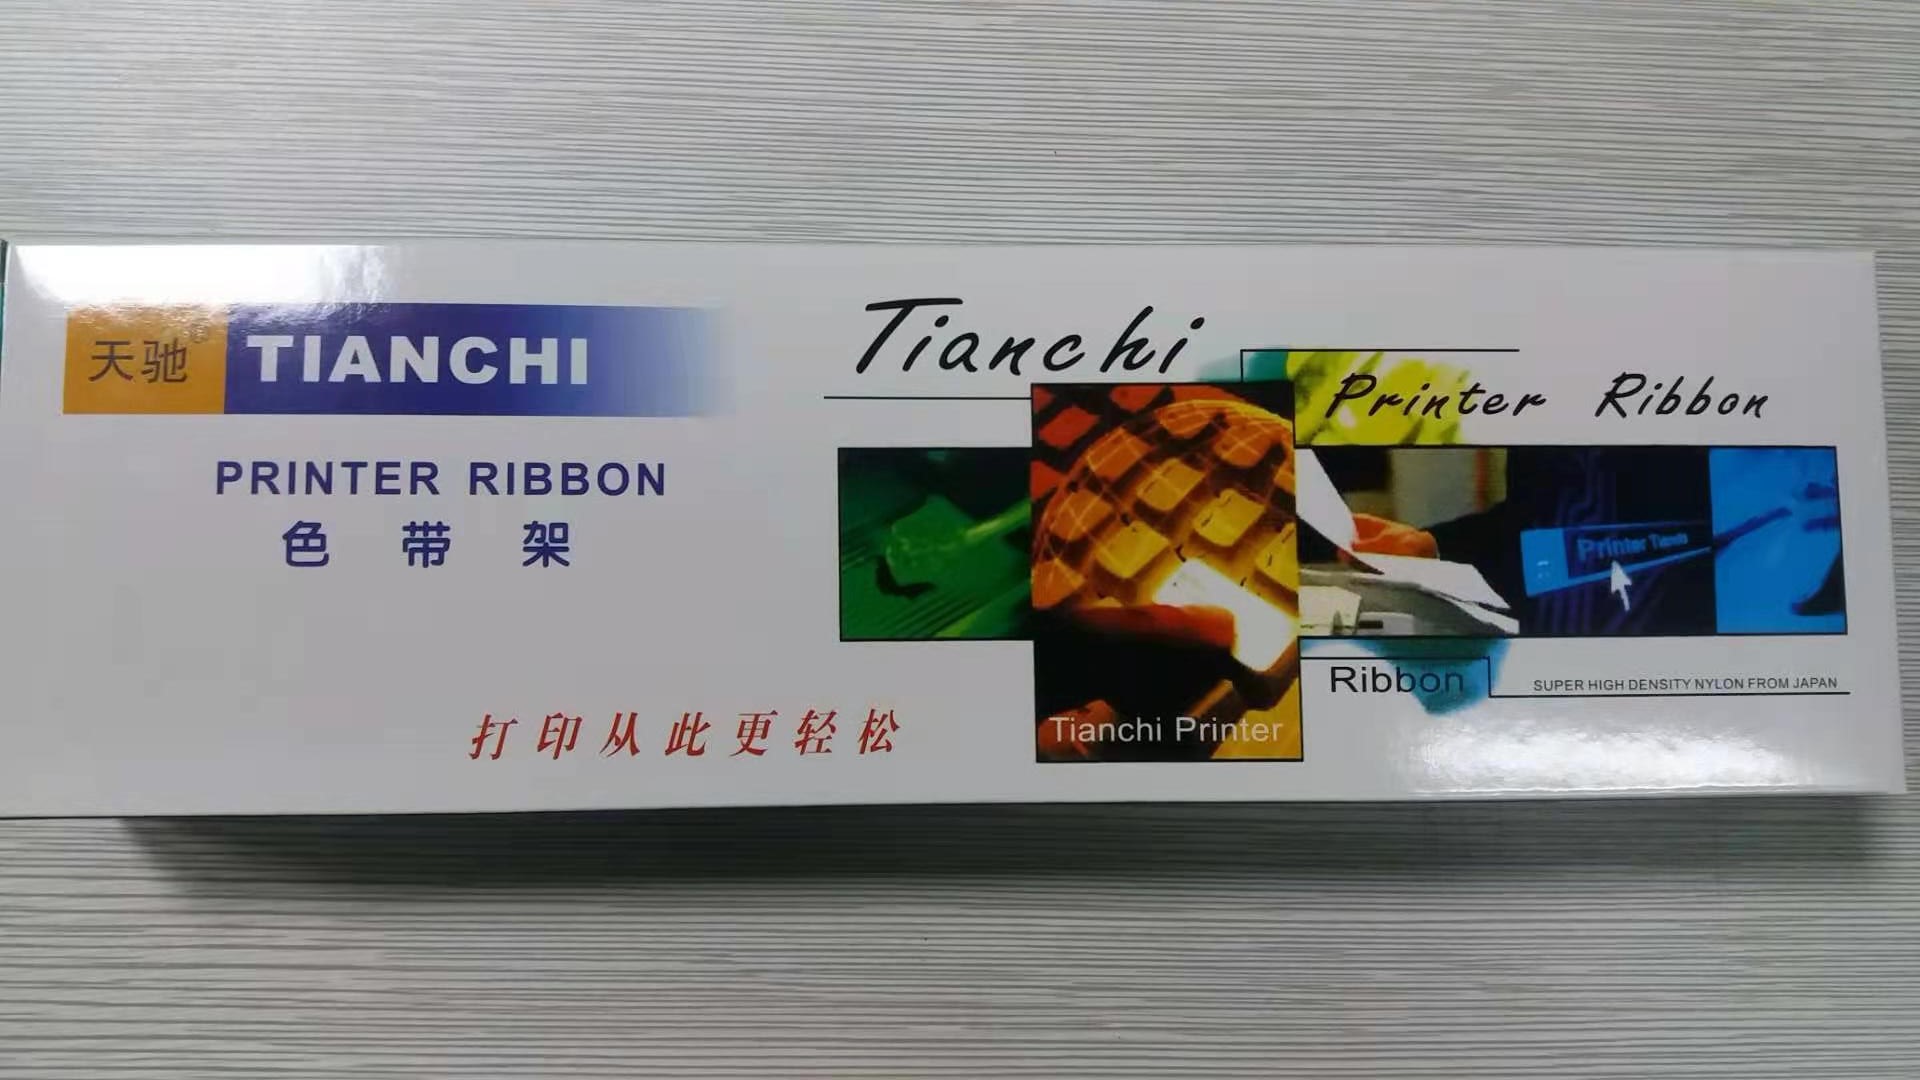 天驰® TIANCHI
PRINTER RIBBON
色带架
打印从此更轻松
Tianchi
Printer Ribbon
Printer
Ribbon
Tianchi Printer
SUPER HIGH DENSITY NYLON FROM JAPAN